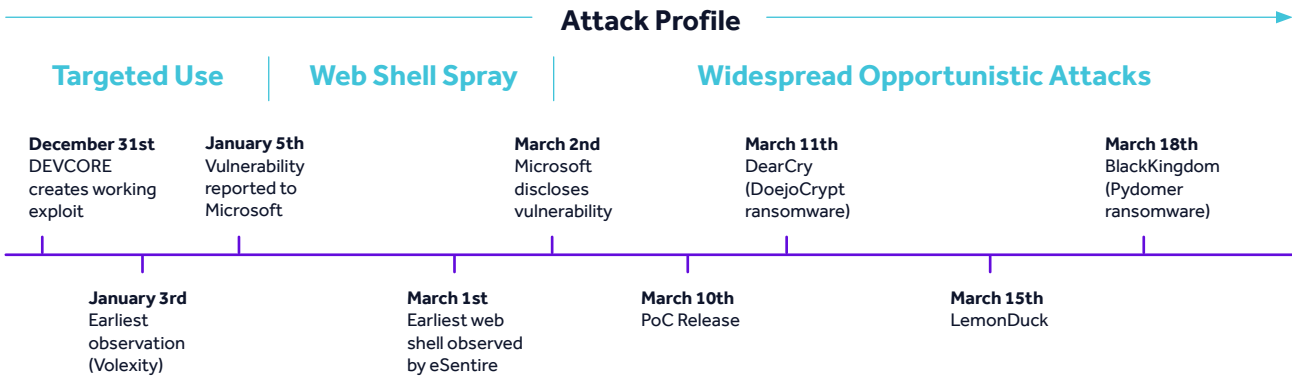 Attack Profile
Targeted Use
Web Shell Spray
Widespread Opportunistic Attacks
December 31st
DEVCORE
creates working
exploit
January 5th
Vulnerability
reported to
Microsoft
March 2nd
Microsoft
discloses
vulnerability
March 11th
DearCry
(DoejoCrypt
ransomware)
March 18th
BlackKingdom
(Pydomer
ransomware)
January 3rd
Earliest
observation
(Volexity)
March 1st
Earliest web
shell observed
by eSentire
March 10th
PoC Release
March 15th
LemonDuck